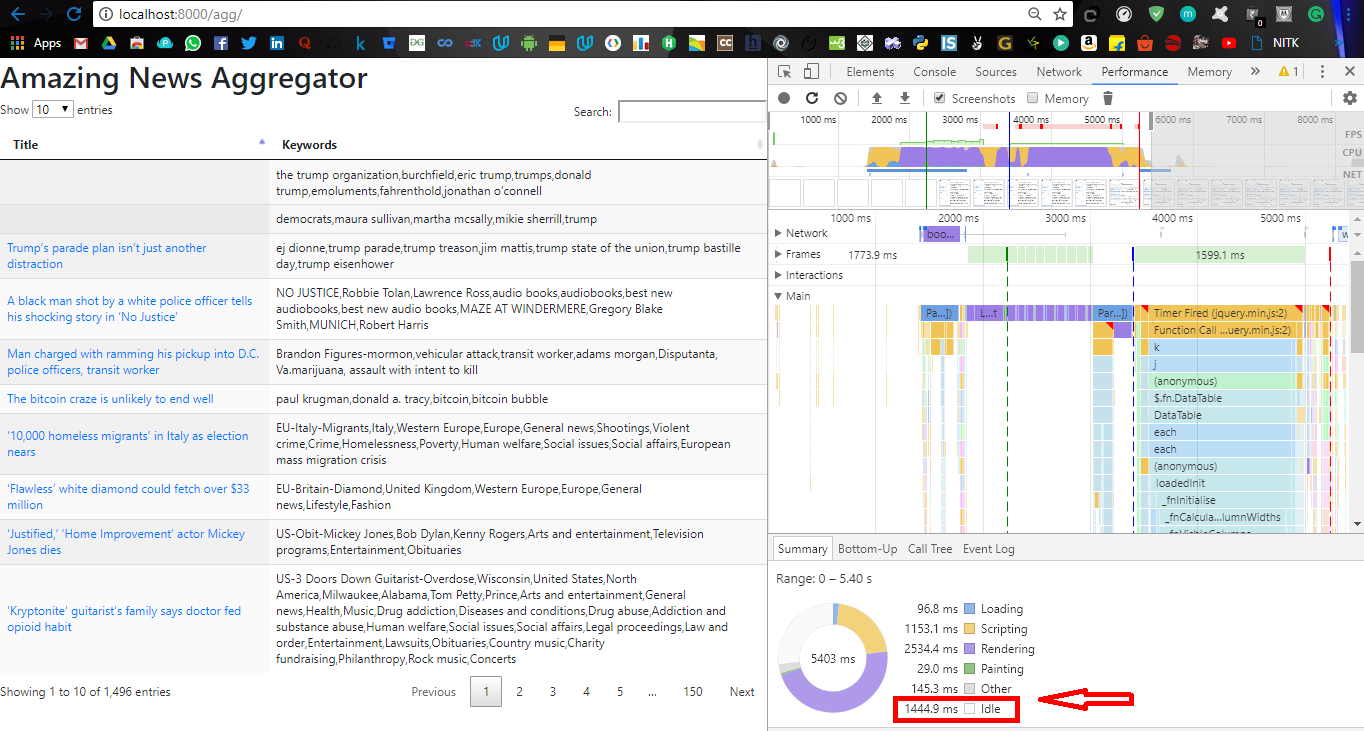 localhost:8000/agg/
0
Apps
NITK
Amazing News Aggregator
Show 10 entries
Search:
Title Keywords
the trump organization,burchfield,eric trump,trumps,donald
trump,emoluments,fahrenthold,jonathan o'connell
democrats,maura sullivan,martha mcsally,mikie sherrill,trump
Trump's parade plan isn't just another
distraction
ej dionne,trump parade,trump treason,jim mattis,trump state of the union,trump bastille
day,trump eisenhower
A black man shot by a white police officer tells
his shocking story in 'No Justice'
NO JUSTICE,Robbie Tolan,Lawrence Ross,audio books,audiobooks,best new
audiobooks,best new audio books,MAZE AT WINDERMERE,Gregory Blake
Smith,MUNICH,Robert Harris
Man charged with ramming his pickup into D.C.
police officers, transit worker
Brandon Figures-mormon,vehicular attack,transit worker,adams morgan,Disputanta,
Va.marijuana, assault with intent to kill
The bitcoin craze is unlikely to end well
paul krugman,donald a. tracy,bitcoin,bitcoin bubble
'10,000 homeless migrants' in Italy as election
nears
EU-Italy-Migrants,Italy,Western Europe,Europe,General news,Shootings,Violent
crime,Crime,Homelessness,Poverty,Human welfare,Social issues,Social affairs,European
mass migration crisis
'Flawless' white diamond could fetch over $33
million
EU-Britain-Diamond,United Kingdom,Western Europe,Europe,General
news,Lifestyle,Fashion
'Justified,' 'Home Improvement' actor Mickey
Jones dies
US-Obit-Mickey Jones,Bob Dylan,Kenny Rogers,Arts and entertainment,Television
programs,Entertainment,Obituaries
'Kryptonite' guitarist's family says doctor fed
opioid habit
US-3 Doors Down Guitarist-Overdose,Wisconsin,United States,North
America,Milwaukee,Alabama,Tom Petty,Prince,Arts and entertainment,General
news,Health,Music,Drug addiction,Diseases and conditions,Drug abuse,Addiction and
substance abuse,Human welfare,Social issues,Social affairs,Legal proceedings,Law and
order,Entertainment,Lawsuits,Obituaries,Country music,Charity
fundraising,Philanthropy,Rock music,Concerts
Showing 1 to 10 of 1,496 entries
Previous 1 2 3 4 5 ... 150 Next
Elements Console Sources Network Performance Memory » 1
Screenshots Memory
1000 ms 2000 ms 3000 ms 4000 ms 5000 ms 6000 ms 7000 ms 8000 ms
FPS
CPU
NET
1000 ms 2000 ms 3000 ms 4000 ms 5000 ms
Network boo...
Frames 1773.9 ms 1599.1 ms
Interactions
Main
Pa...]) L...t Par...]) Timer Fired (jquery.min.js:2)
Function Call ...uery.min.js:2)
k
j
(anonymous)
$.fn.DataTable
DataTable
each
each
(anonymous)
loadedInit
_fnInitialise
_fnCalcula...lumnWidths
Summary Bottom-Up Call Tree Event Log
Range: 0 – 5.40 s
5403 ms
96.8 ms Loading
1153.1 ms Scripting
2534.4 ms Rendering
29.0 ms Painting
145.3 ms Other
1444.9 ms Idle